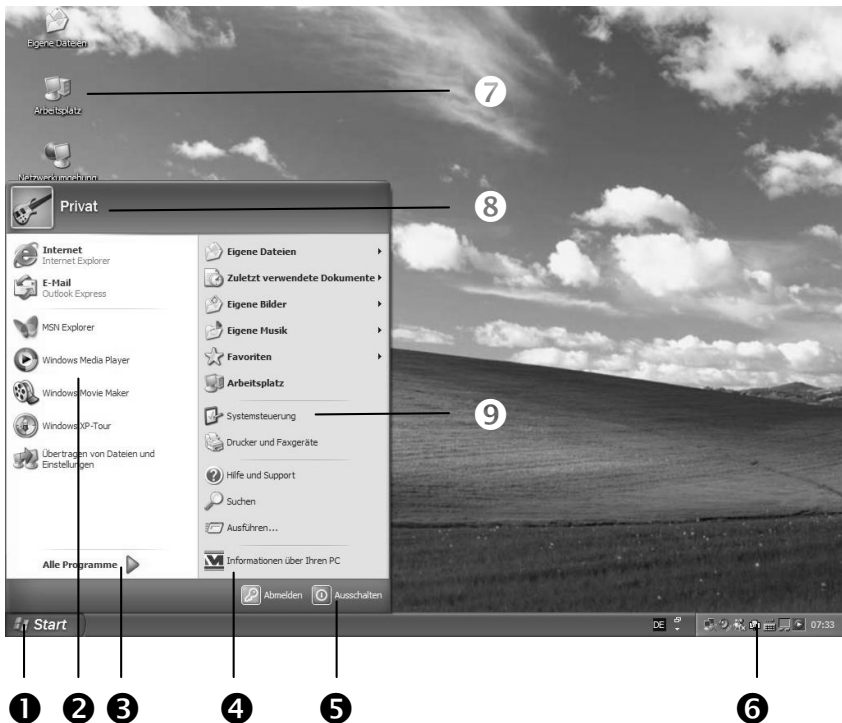 Eigene Dateien
Arbeitsplatz
Netzwerkumgebung
7
Privat
8
Internet
Internet Explorer
E-Mail
Outlook Express
MSN Explorer
Windows Media Player
Windows Movie Maker
Windows XP-Tour
Übertragen von Dateien und
Einstellungen
Alle Programme
Eigene Dateien
Zuletzt verwendete Dokumente
Eigene Bilder
Eigene Musik
Favoriten
Arbeitsplatz
Systemsteuerung
9
Drucker und Faxgeräte
Hilfe und Support
Suchen
Ausführen...
Informationen über Ihren PC
Abmelden
Ausschalten
Start
DE
07:33
1 2 3 4 5 6